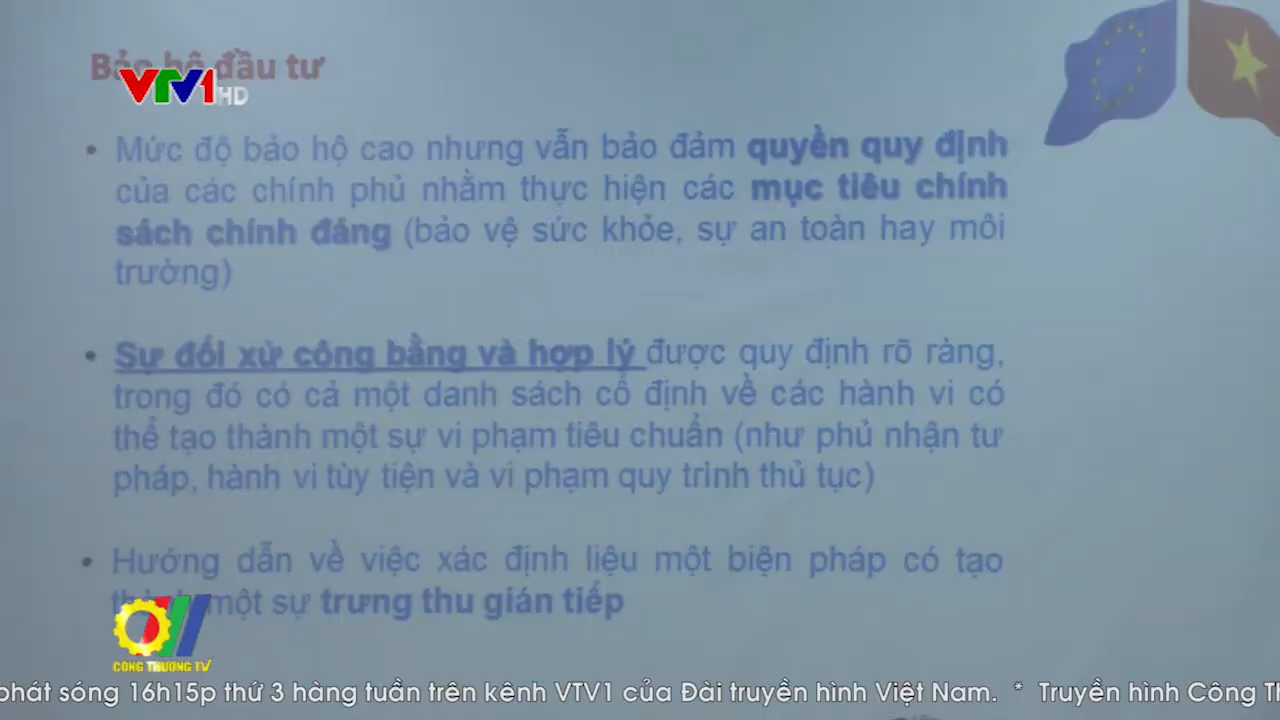 Bảo hộ đầu tư
VTV1 HD
• Mức độ bảo hộ cao nhưng vẫn bảo đảm quyền quy định
của các chính phủ nhằm thực hiện các mục tiêu chính
sách chính đáng (bảo vệ sức khỏe, sự an toàn hay môi
trường)
• Sự đối xử công bằng và hợp lý được quy định rõ ràng,
trong đó có cả một danh sách cố định về các hành vi có
thể tạo thành một sự vi phạm tiêu chuẩn (như phủ nhận tư
pháp, hành vi tùy tiện và vi phạm quy trình thủ tục)
• Hướng dẫn về việc xác định liệu một biện pháp có tạo
một sự trưng thu gián tiếp
CÔNG THƯƠNG TV
phát sóng 16h15p thứ 3 hàng tuần trên kênh VTV1 của Đài truyền hình Việt Nam. * Truyền hình Công Th